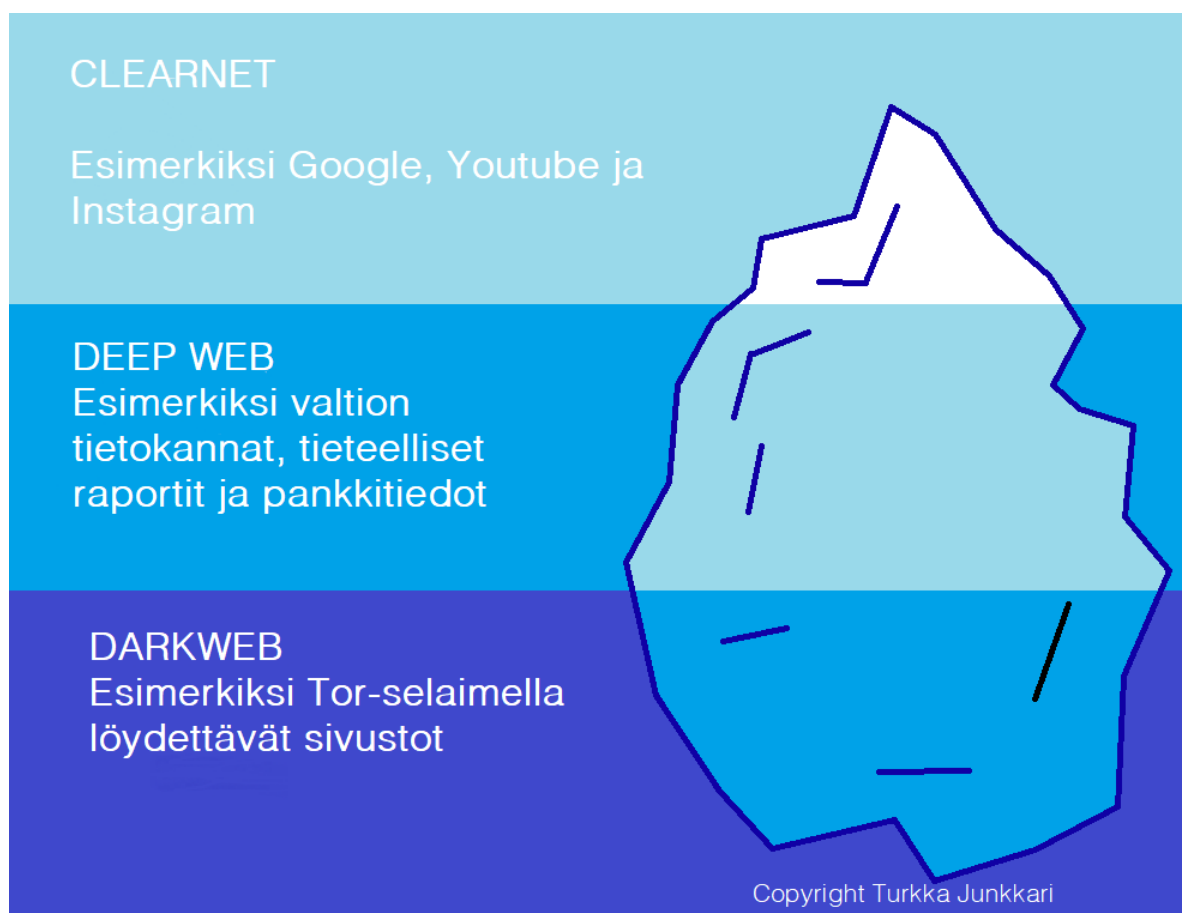 CLEARNET
Esimerkiksi Google, Youtube ja
Instagram
DEEP WEB
Esimerkiksi valtion
tietokannat, tieteelliset
raportit ja pankkitiedot
DARKWEB
Esimerkiksi Tor-selaimella
löydettävät sivustot
Copyright Turkka Junkkari